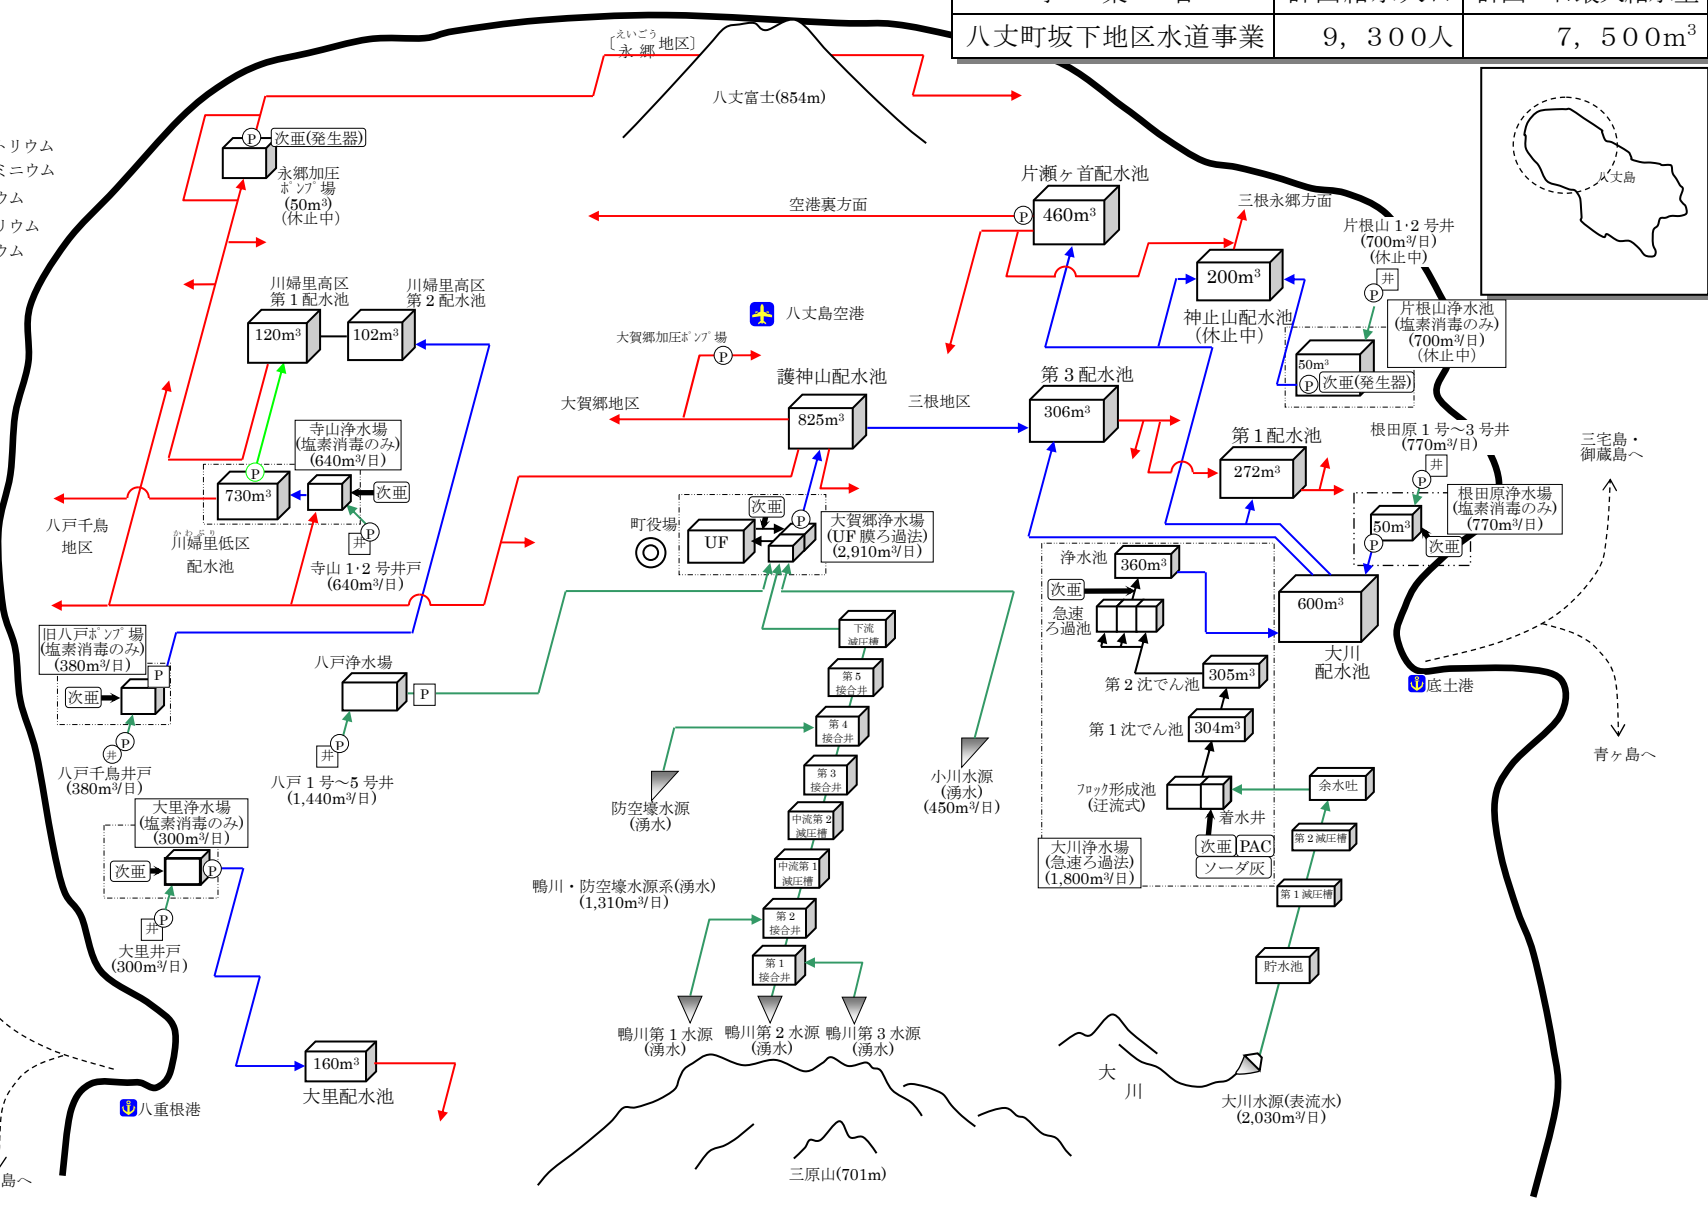 八丈町坂下地区水道事業 9，300人 7，500m³
えいごう
〔永郷地区〕
八丈富士(854m)
八丈島
トリウム
ミニウム
ウム
リウム
ウム
P 次亜(発生器)
永郷加圧
ポンプ場
(50m³)
(休止中)
片瀬ヶ首配水池
460m³
P
空港裏方面
三根永郷方面
200m³
神止山配水池
(休止中)
片根山 1･2 号井
(700m³/日)
(休止中)
井
P
片根山浄水池
(塩素消毒のみ)
(700m³/日)
(休止中)
50m³
P 次亜(発生器)
川婦里高区
第 1 配水池
川婦里高区
第 2 配水池
120m³
102m³
八丈島空港
大賀郷加圧ポンプ場
P
護神山配水池
825m³
大賀郷地区
三根地区
第 3 配水池
306m³
第 1 配水池
272m³
根田原 1 号～3 号井
(770m³/日)
井
P
根田原浄水場
(塩素消毒のみ)
(770m³/日)
50m³
P
次亜
三宅島・
御蔵島へ
寺山浄水場
(塩素消毒のみ)
(640m³/日)
P
730m³
次亜
P
井
八戸千鳥
地区
かわぶり
川婦里低区
配水池
寺山 1･2 号井戸
(640m³/日)
町役場
次亜
UF
P
大賀郷浄水場
(UF 膜ろ過法)
(2,910m³/日)
浄水池
360m³
次亜
急速
ろ過池
600m³
大川
配水池
旧八戸ポンプ場
(塩素消毒のみ)
(380m³/日)
P
次亜
P
井
八戸千鳥井戸
(380m³/日)
八戸浄水場
P
P
井
八戸 1 号～5 号井
(1,440m³/日)
下流
減圧槽
第 5
接合井
第 4
接合井
第 3
接合井
中流第 2
減圧槽
中流第 1
減圧槽
第 2
接合井
第 1
接合井
第 2 沈でん池
305m³
第 1 沈でん池
304m³
底土港
青ヶ島へ
防空壕水源
(湧水)
小川水源
(湧水)
(450m³/日)
フロック形成池
(迂流式)
着水井
余水吐
次亜 PAC
ソーダ灰
第 2 減圧槽
大川浄水場
(急速ろ過法)
(1,800m³/日)
第 1 減圧槽
大里浄水場
(塩素消毒のみ)
(300m³/日)
次亜
P
P
井
大里井戸
(300m³/日)
鴨川・防空壕水源系(湧水)
(1,310m³/日)
貯水池
鴨川第 1 水源
(湧水)
鴨川第 2 水源
(湧水)
鴨川第 3 水源
(湧水)
160m³
大里配水池
八重根港
大
川
大川水源(表流水)
(2,030m³/日)
三原山(701m)
島へ